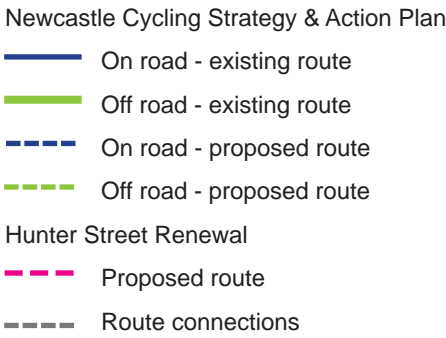 Newcastle Cycling Strategy & Action Plan
On road - existing route
Off road - existing route
On road - proposed route
Off road - proposed route
Hunter Street Renewal
Proposed route
Route connections